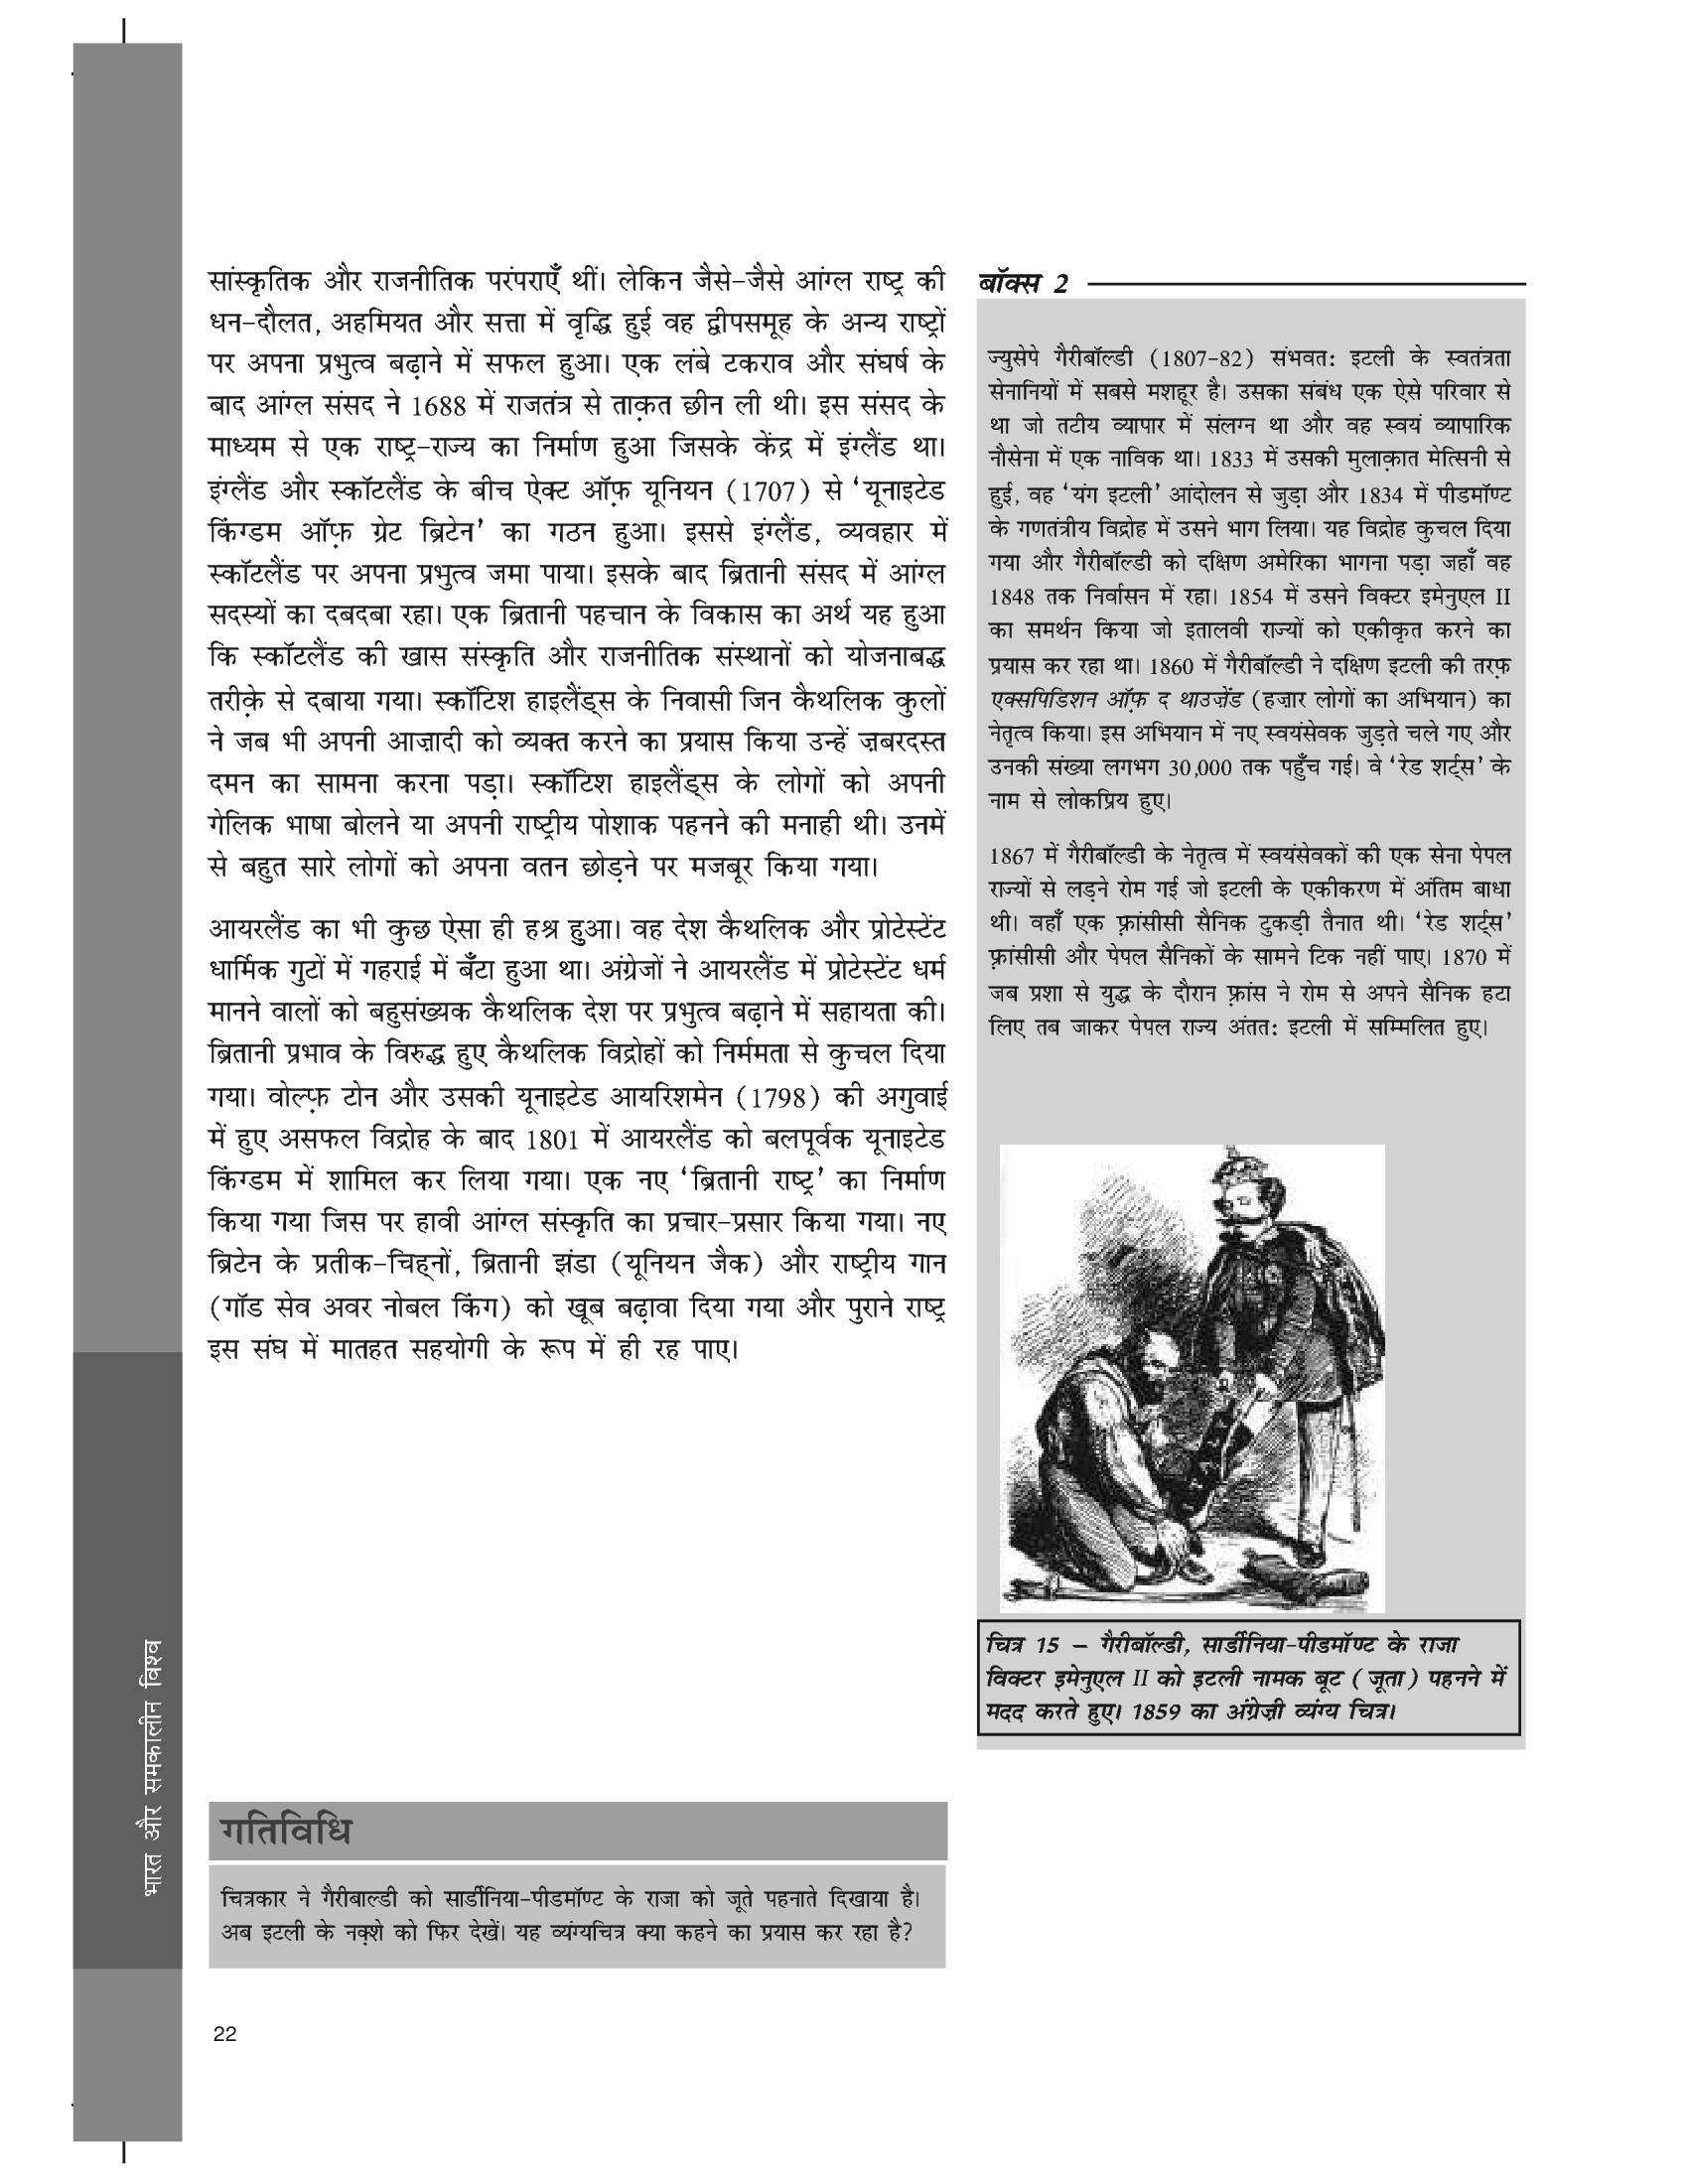 सांस्कृतिक और राजनीतिक परंपराएँ थीं। लेकिन जैसे-जैसे आंग्ल राष्ट्र की
धन-दौलत, अहमियत और सत्ता में वृद्धि हुई वह द्वीपसमूह के अन्य राष्ट्रों
पर अपना प्रभुत्व बढ़ाने में सफल हुआ। एक लंबे टकराव और संघर्ष के
बाद आंग्ल संसद ने 1688 में राजतंत्र से ताक़त छीन ली थी। इस संसद के
माध्यम से एक राष्ट्र-राज्य का निर्माण हुआ जिसके केंद्र में इंग्लैंड था।
इंग्लैंड और स्कॉटलैंड के बीच ऐक्ट ऑफ़ यूनियन (1707) से ‘यूनाइटेड
किंग्डम ऑफ़ ग्रेट ब्रिटेन’ का गठन हुआ। इससे इंग्लैंड, व्यवहार में
स्कॉटलैंड पर अपना प्रभुत्व जमा पाया। इसके बाद ब्रितानी संसद में आंग्ल
सदस्यों का दबदबा रहा। एक ब्रितानी पहचान के विकास का अर्थ यह हुआ
कि स्कॉटलैंड की खास संस्कृति और राजनीतिक संस्थानों को योजनाबद्ध
तरीक़े से दबाया गया। स्कॉटिश हाइलैंड्स के निवासी जिन कैथलिक कुलों
ने जब भी अपनी आज़ादी को व्यक्त करने का प्रयास किया उन्हें ज़बरदस्त
दमन का सामना करना पड़ा। स्कॉटिश हाइलैंड्स के लोगों को अपनी
गेलिक भाषा बोलने या अपनी राष्ट्रीय पोशाक पहनने की मनाही थी। उनमें
से बहुत सारे लोगों को अपना वतन छोड़ने पर मजबूर किया गया।
आयरलैंड का भी कुछ ऐसा ही हश्र हुआ। वह देश कैथलिक और प्रोटेस्टेंट
धार्मिक गुटों में गहराई में बँटा हुआ था। अंग्रेजों ने आयरलैंड में प्रोटेस्टेंट धर्म
मानने वालों को बहुसंख्यक कैथलिक देश पर प्रभुत्व बढ़ाने में सहायता की।
ब्रितानी प्रभाव के विरुद्ध हुए कैथलिक विद्रोहों को निर्ममता से कुचल दिया
गया। वोल्फ़ टोन और उसकी यूनाइटेड आयरिशमेन (1798) की अगुवाई
में हुए असफल विद्रोह के बाद 1801 में आयरलैंड को बलपूर्वक यूनाइटेड
किंग्डम में शामिल कर लिया गया। एक नए ‘ब्रितानी राष्ट्र’ का निर्माण
किया गया जिस पर हावी आंग्ल संस्कृति का प्रचार-प्रसार किया गया। नए
ब्रिटेन के प्रतीक-चिह्नों, ब्रितानी झंडा (यूनियन जैक) और राष्ट्रीय गान
(गॉड सेव अवर नोबल किंग) को खूब बढ़ावा दिया गया और पुराने राष्ट्र
इस संघ में मातहत सहयोगी के रूप में ही रह पाए।
बॉक्स 2
ज्युसेपे गैरीबॉल्डी (1807-82) संभवत: इटली के स्वतंत्रता
सेनानियों में सबसे मशहूर है। उसका संबंध एक ऐसे परिवार से
था जो तटीय व्यापार में संलग्न था और वह स्वयं व्यापारिक
नौसेना में एक नाविक था। 1833 में उसकी मुलाक़ात मेत्सिनी से
हुई, वह ‘यंग इटली’ आंदोलन से जुड़ा और 1834 में पीडमॉण्ट
के गणतंत्रीय विद्रोह में उसने भाग लिया। यह विद्रोह कुचल दिया
गया और गैरीबॉल्डी को दक्षिण अमेरिका भागना पड़ा जहाँ वह
1848 तक निर्वासन में रहा। 1854 में उसने विक्टर इमेनुएल II
का समर्थन किया जो इतालवी राज्यों को एकीकृत करने का
प्रयास कर रहा था। 1860 में गैरीबॉल्डी ने दक्षिण इटली की तरफ़
एक्सपिडिशन ऑफ़ द थाउज़ेंड (हज़ार लोगों का अभियान) का
नेतृत्व किया। इस अभियान में नए स्वयंसेवक जुड़ते चले गए और
उनकी संख्या लगभग 30,000 तक पहुँच गई। वे ‘रेड शर्ट्स’ के
नाम से लोकप्रिय हुए।
1867 में गैरीबॉल्डी के नेतृत्व में स्वयंसेवकों की एक सेना पेपल
राज्यों से लड़ने रोम गई जो इटली के एकीकरण में अंतिम बाधा
थी। वहाँ एक फ़्रांसीसी सैनिक टुकड़ी तैनात थी। ‘रेड शर्ट्स’
फ़्रांसीसी और पेपल सैनिकों के सामने टिक नहीं पाए। 1870 में
जब प्रशा से युद्ध के दौरान फ़्रांस ने रोम से अपने सैनिक हटा
लिए तब जाकर पेपल राज्य अंतत: इटली में सम्मिलित हुए।
चित्र 15 – गैरीबॉल्डी, सार्डीनिया-पीडमॉण्ट के राजा
विक्टर इमेनुएल II को इटली नामक बूट (जूता) पहनने में
मदद करते हुए। 1859 का अंग्रेज़ी व्यंग्य चित्र।
गतिविधि
चित्रकार ने गैरीबाल्डी को सार्डीनिया-पीडमॉण्ट के राजा को जूते पहनाते दिखाया है।
अब इटली के नक़्शे को फिर देखें। यह व्यंग्यचित्र क्या कहने का प्रयास कर रहा है?
भारत और समकालीन विश्व
22